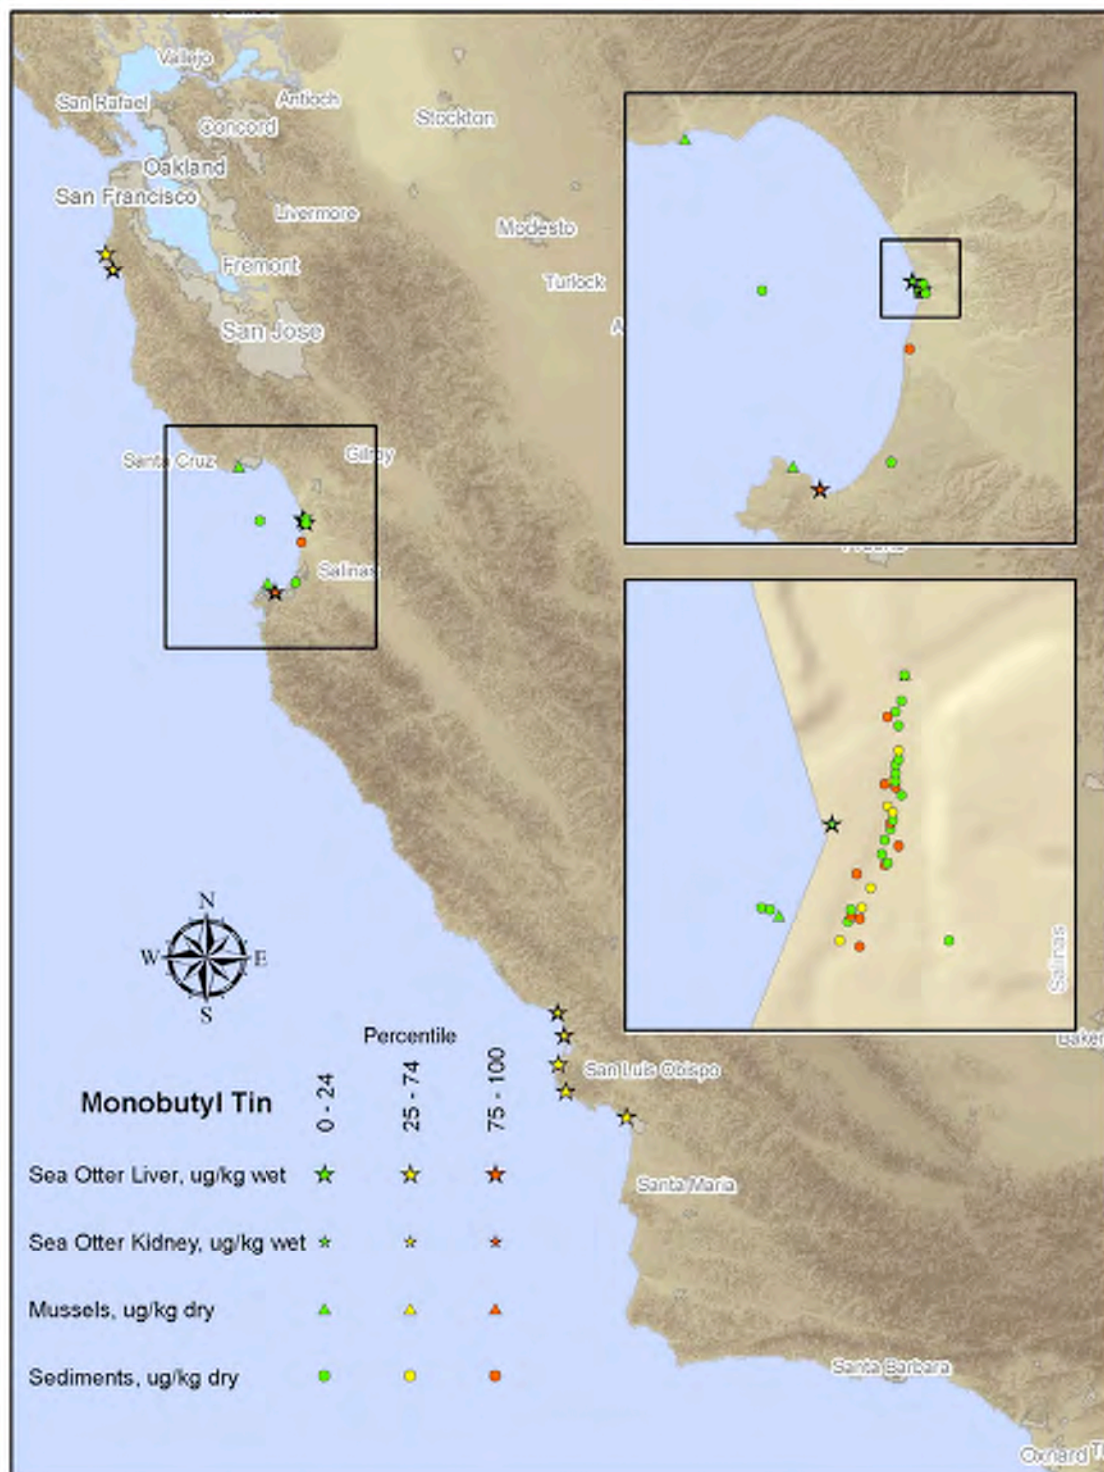 Vallejo
San Rafael
Antioch
Concord
Stockton
Oakland
San Francisco
Livermore
Modesto
Fremont
Turlock
San Jose
A
Santa Cruz
Gilroy
Salinas
Salinas
N
W
E
S
Percentile
San Luis Obispo
Baker
Monobutyl Tin
0 - 24
25 - 74
75 - 100
Sea Otter Liver, ug/kg wet
Santa Maria
Sea Otter Kidney, ug/kg wet
Mussels, ug/kg dry
Sediments, ug/kg dry
Santa Barbara
Oxnard
T